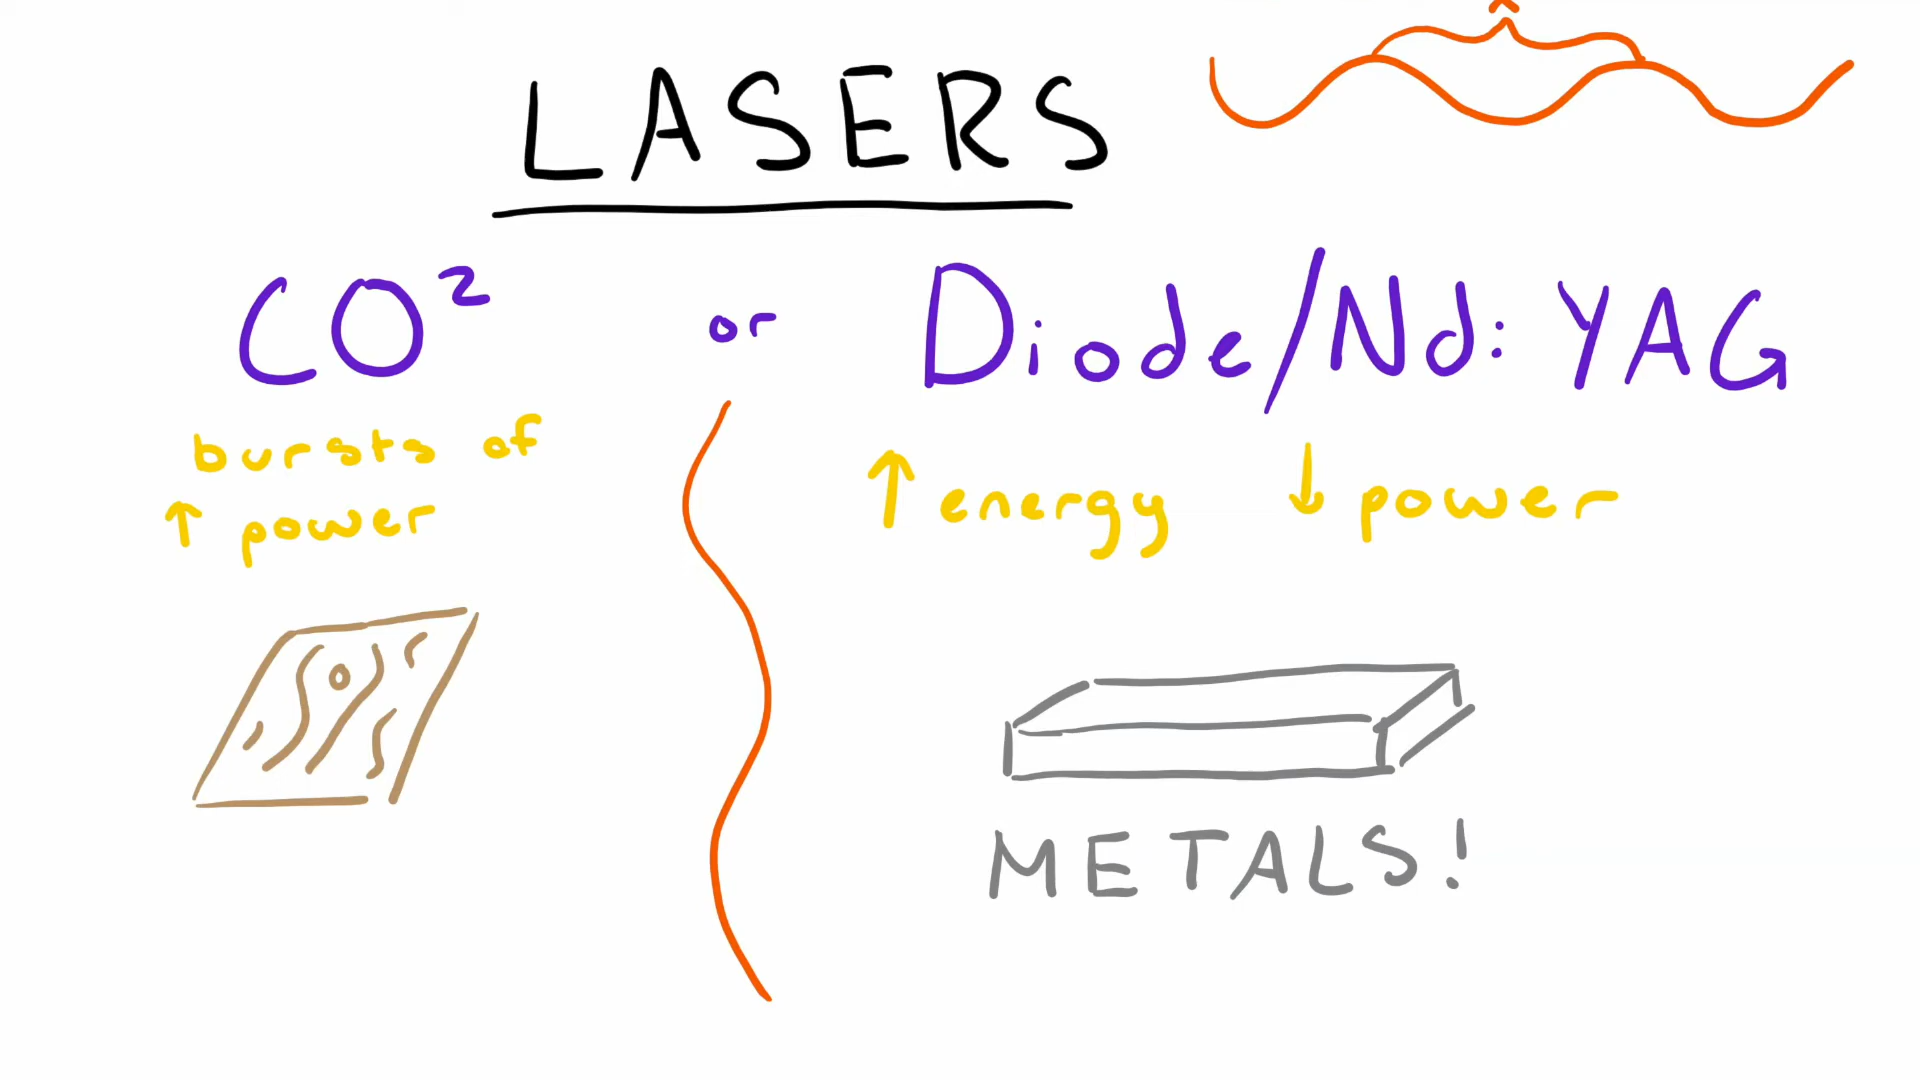 LASERS
CO² or Diode/Nd: YAG
bursts of
↑ power
↑ energy ↓ power
METALS!